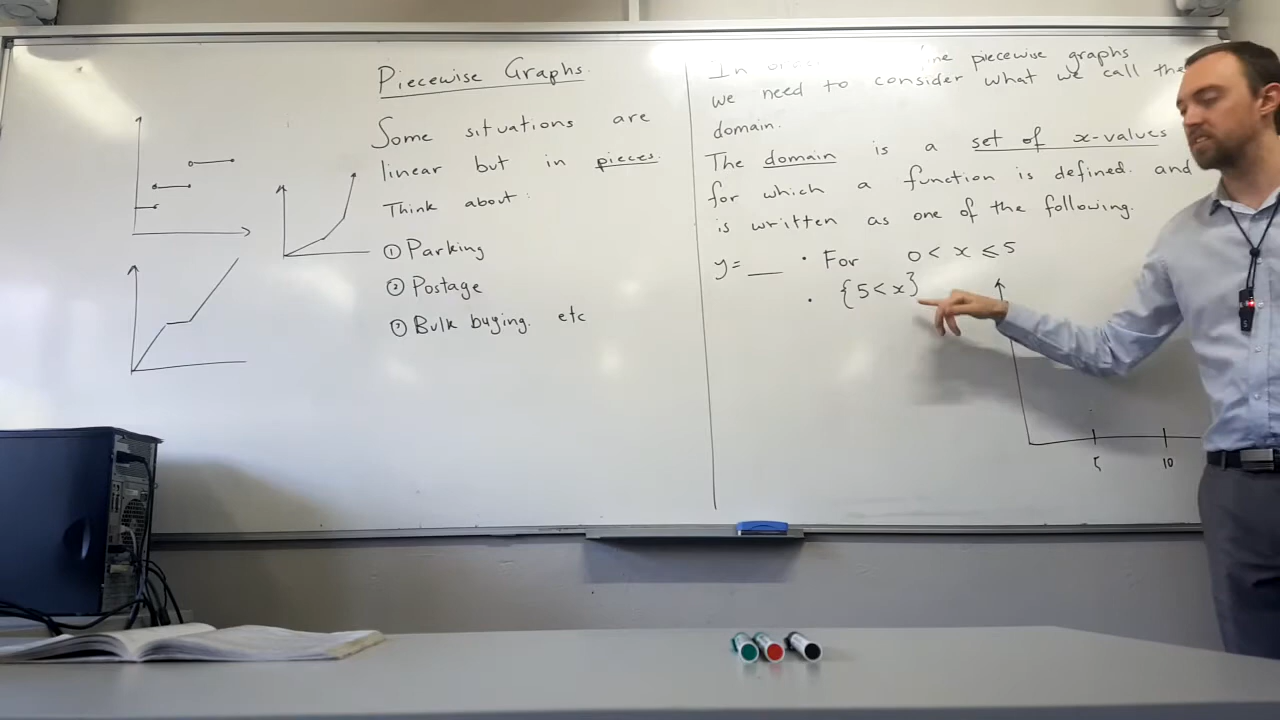 Piecewise Graphs.
Some situations are
linear but in pieces.
Think about:
① Parking
② Postage
③ Bulk buying. etc
In piecewise graphs
we need to consider what we call the
domain.
The domain is a set of x-values
for which a function is defined. and
is written as one of the following.
y= __ • For 0 < x ≤ 5
• {5 < x}
5 10